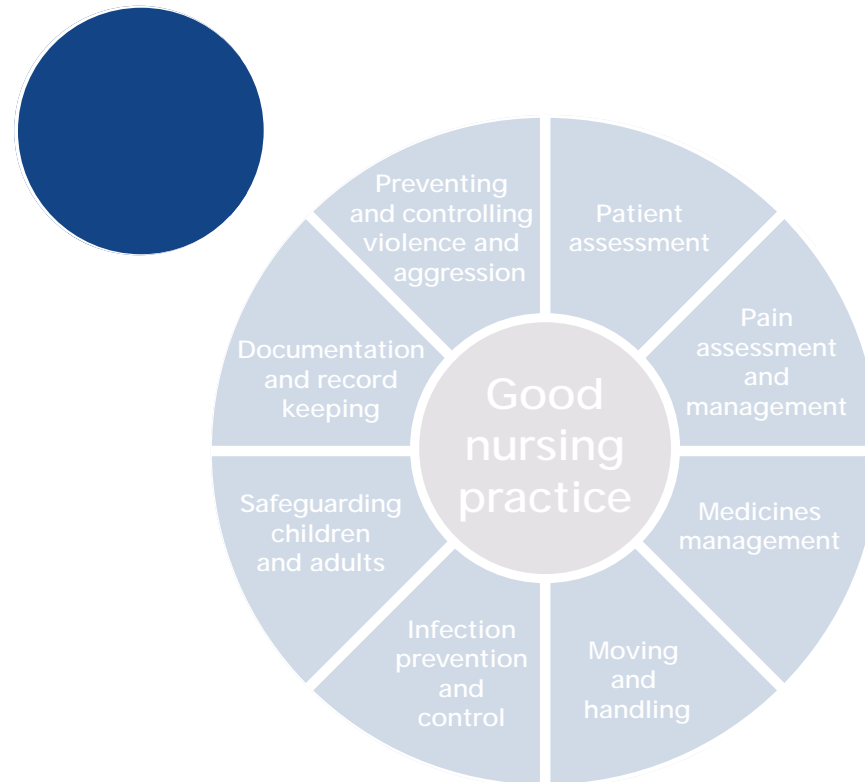 Preventing
and controlling
violence and
aggression
Patient
assessment
Pain
assessment
and
management
Medicines
management
Moving
and
handling
Infection
prevention
and
control
Safeguarding
children
and adults
Documentation
and record
keeping
Good
nursing
practice